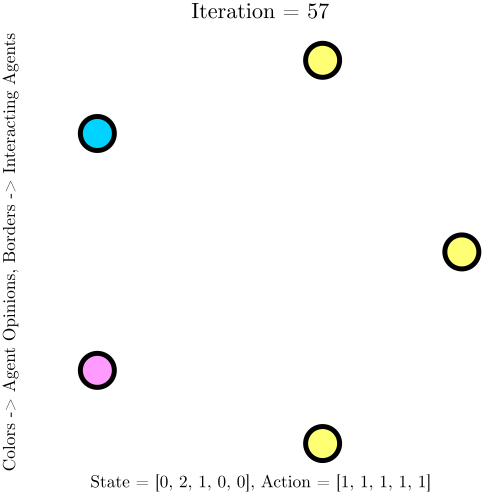 Iteration = 57
Colors -> Agent Opinions, Borders -> Interacting Agents
State = [0, 2, 1, 0, 0], Action = [1, 1, 1, 1, 1]